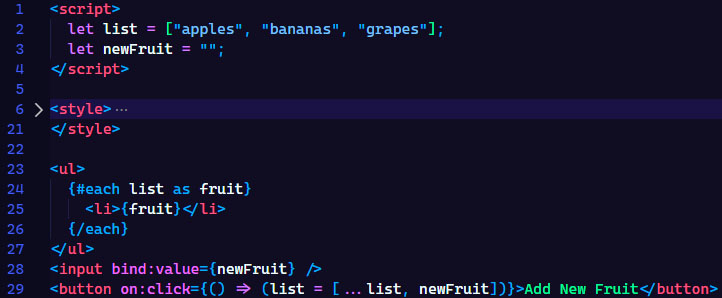 1 <script>
2 let list = ["apples", "bananas", "grapes"];
3 let newFruit = "";
4 </script>
5
6 <style>...
21 </style>
22
23 <ul>
24 {#each list as fruit}
25 <li>{fruit}</li>
26 {/each}
27 </ul>
28 <input bind:value={newFruit} />
29 <button on:click={() => (list = [...list, newFruit])}>Add New Fruit</button>